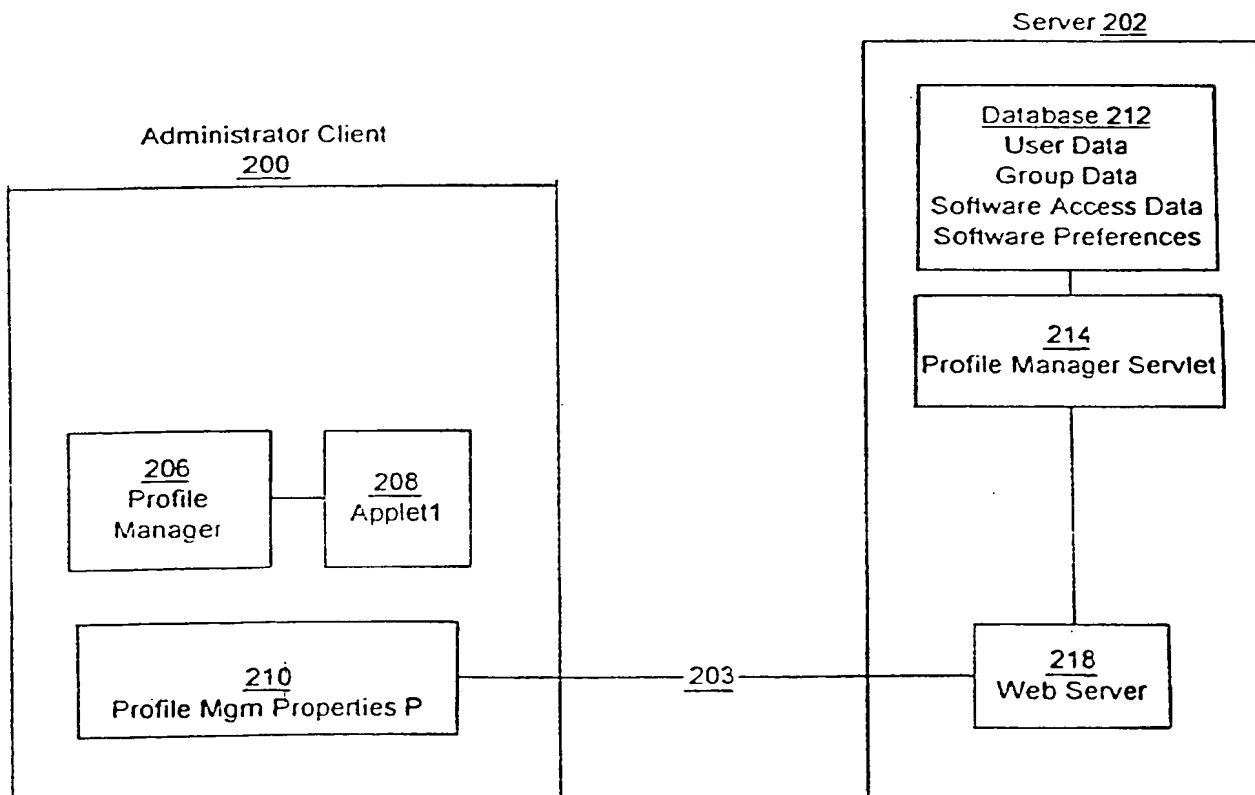 Server 202
Database 212
User Data
Group Data
Software Access Data
Software Preferences
214
Profile Manager Servlet
Administrator Client
200
206
Profile
Manager
208
Applet1
210
Profile Mgm Properties P
203
218
Web Server